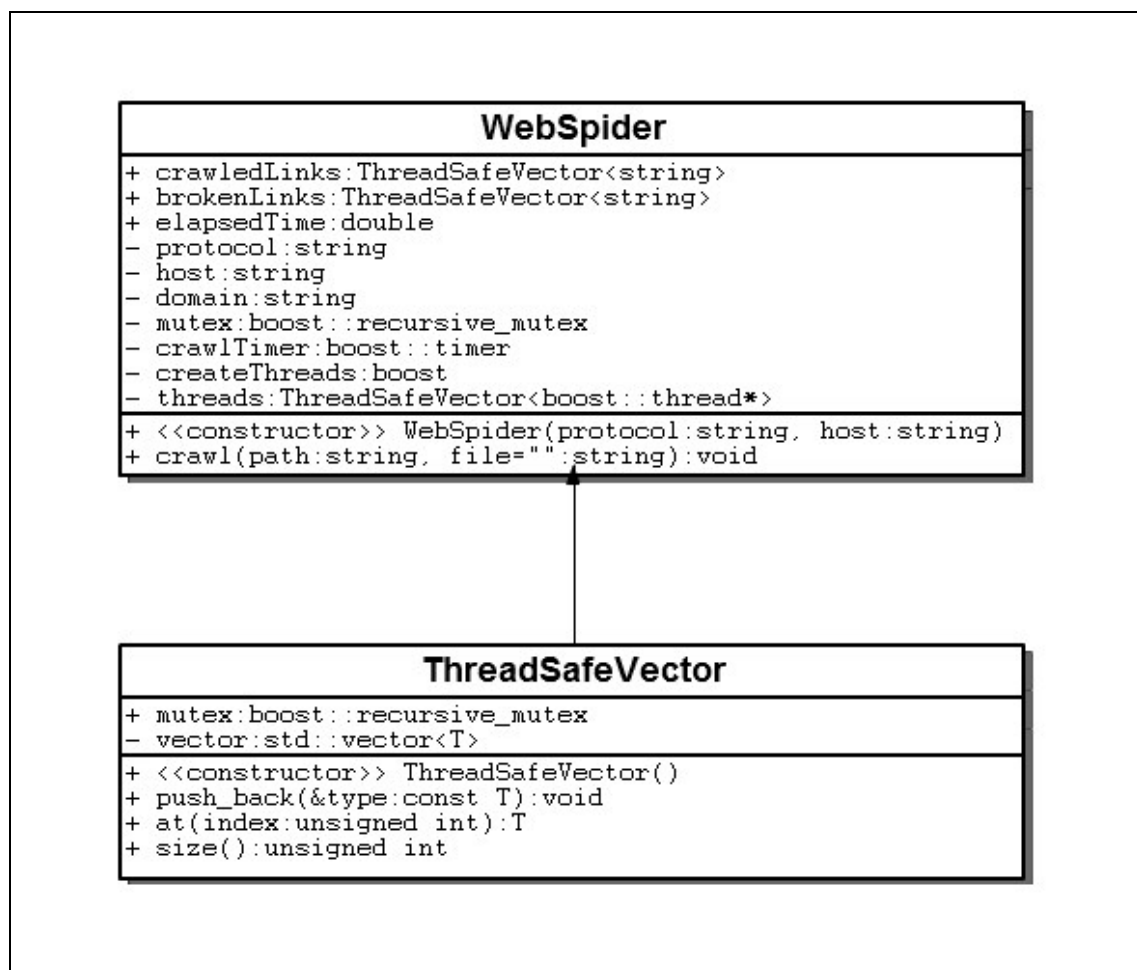 WebSpider
+ crawledLinks:ThreadSafeVector<string>
+ brokenLinks:ThreadSafeVector<string>
+ elapsedTime:double
- protocol:string
- host:string
- domain:string
- mutex:boost::recursive_mutex
- crawlTimer:boost::timer
- createThreads:boost
- threads:ThreadSafeVector<boost::thread*>
+ <<constructor>> WebSpider(protocol:string, host:string)
+ crawl(path:string, file="":string):void
ThreadSafeVector
+ mutex:boost::recursive_mutex
- vector:std::vector<T>
+ <<constructor>> ThreadSafeVector()
+ push_back(&type:const T):void
+ at(index:unsigned int):T
+ size():unsigned int